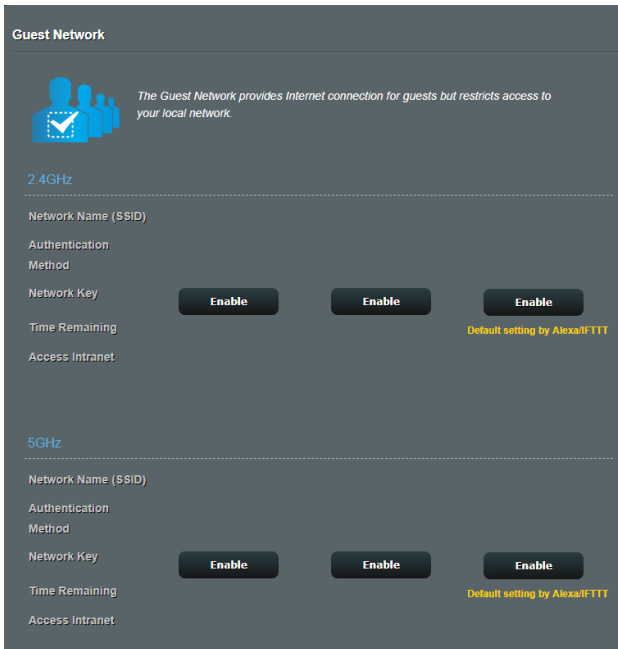 Guest Network
The Guest Network provides Internet connection for guests but restricts access to
your local network.
2.4GHz
Network Name (SSID)
Authentication
Method
Network Key
Enable
Enable
Enable
Time Remaining
Default setting by Alexa/IFTTT
Access Intranet
5GHz
Network Name (SSID)
Authentication
Method
Network Key
Enable
Enable
Enable
Time Remaining
Default setting by Alexa/IFTTT
Access Intranet